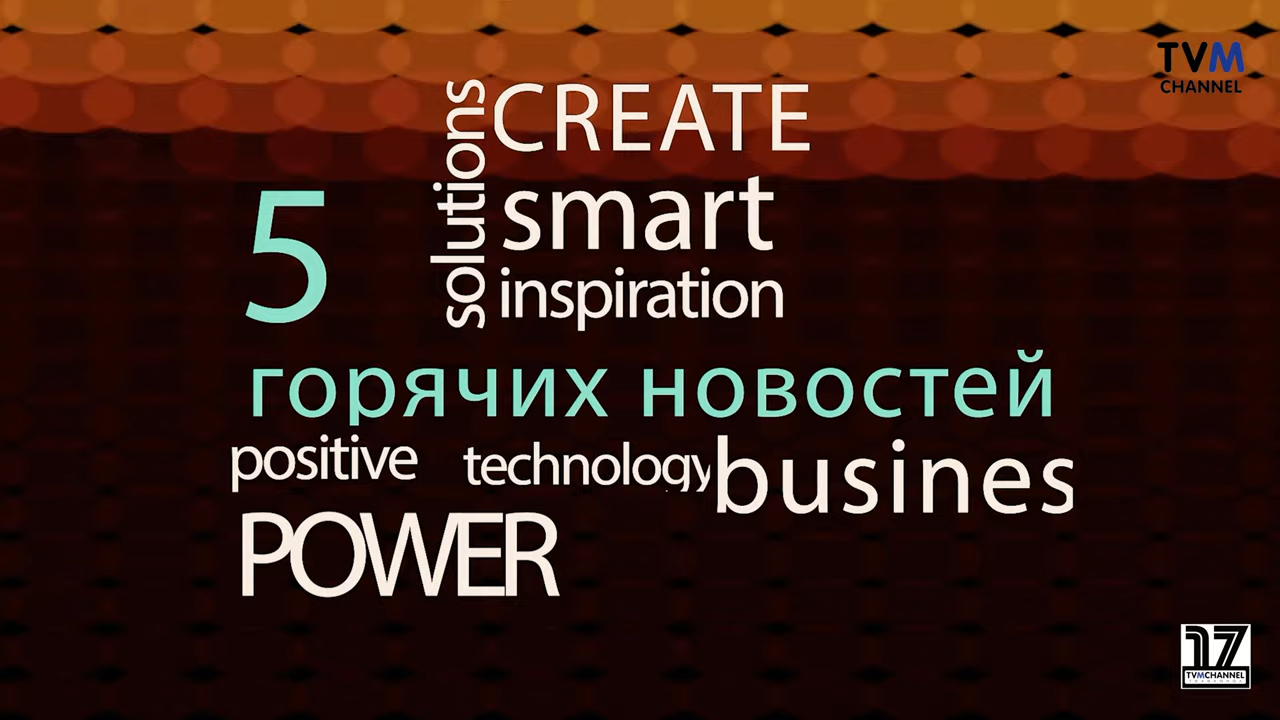 TVM
CHANNEL
solutions
CREATE
smart
5
inspiration
горячих новостей
positive technology busines
POWER
17
TVMCHANNEL